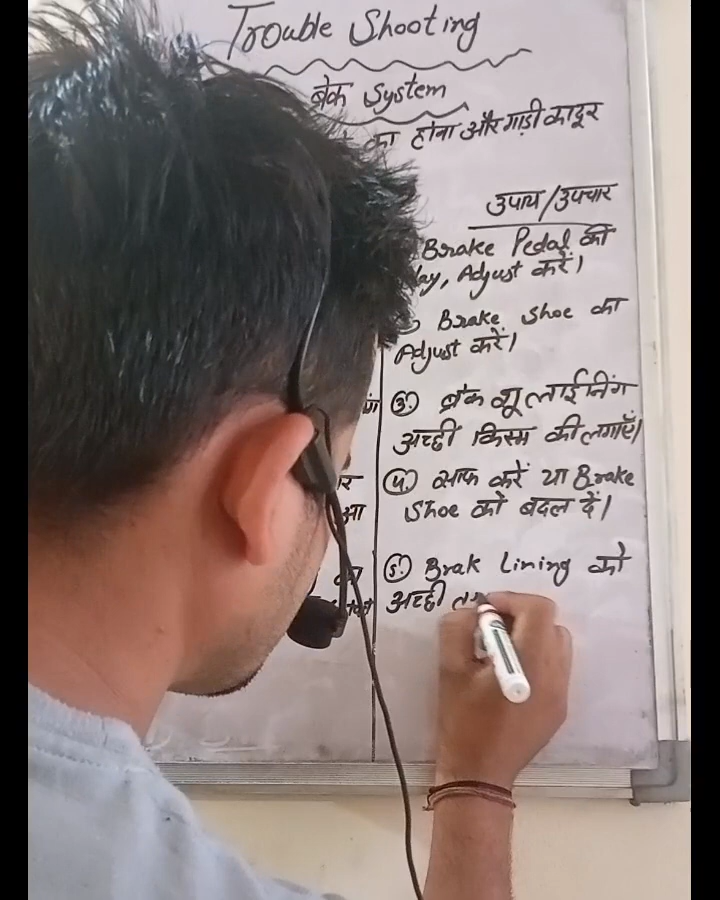 Trouble Shooting
ब्रेक System
का होना और गाड़ी का दूर
उपाय/उपचार
Brake Pedal की
Adjust करें।
Brake Shoe का
Adjust करें।
③ ब्रेक शू लाईनिंग
अच्छी किस्म की लगाएँ।
④ साफ करें या Brake
Shoe को बदल दें।
⑤ Brak Lining को
अच्छी